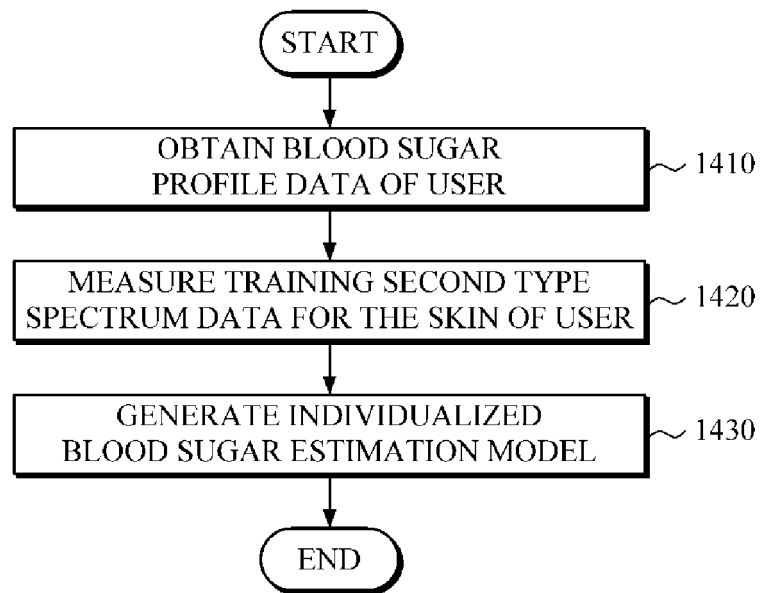 START
OBTAIN BLOOD SUGAR
PROFILE DATA OF USER
1410
MEASURE TRAINING SECOND TYPE
SPECTRUM DATA FOR THE SKIN OF USER
1420
GENERATE INDIVIDUALIZED
BLOOD SUGAR ESTIMATION MODEL
1430
END